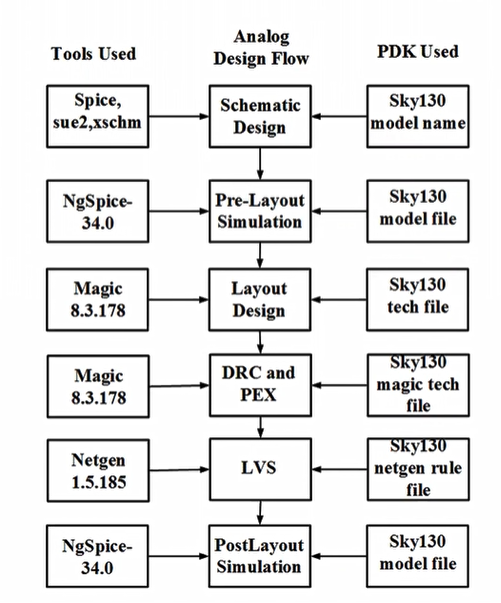 Tools Used
Analog
Design Flow
PDK Used
Spice,
sue2,xschm
Schematic
Design
Sky130
model name
NgSpice-
34.0
Pre-Layout
Simulation
Sky130
model file
Magic
8.3.178
Layout
Design
Sky130
tech file
Magic
8.3.178
DRC and
PEX
Sky130
magic tech
file
Netgen
1.5.185
LVS
Sky130
netgen rule
file
NgSpice-
34.0
PostLayout
Simulation
Sky130
model file